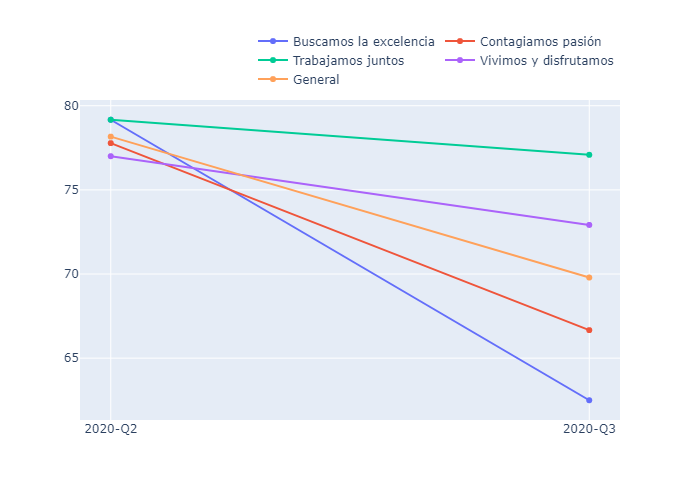 Buscamos la excelencia Contagiamos pasión
Trabajamos juntos Vivimos y disfrutamos
General
80
75
70
65
2020-Q2 2020-Q3